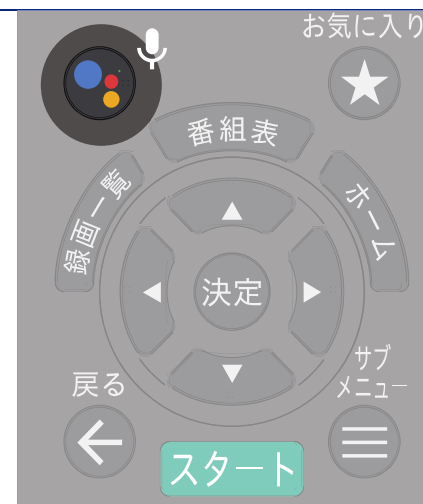 お気に入り
番組表
録画一覧
ホーム
決定
サブ
メニュー
戻る
スタート